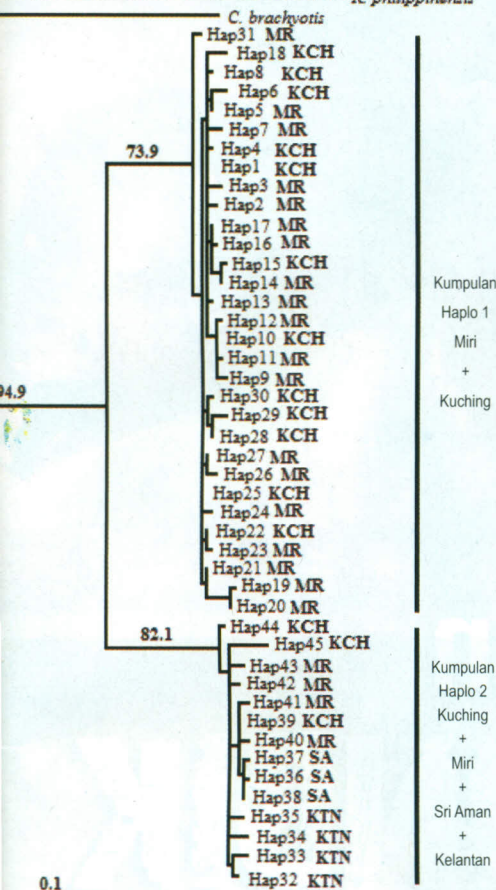 R. philippinensis
C. brachyotis
Hap31 MR
Hap18 KCH
Hap8 KCH
Hap6 KCH
Hap5 MR
Hap7 MR
73.9
Hap4 KCH
Hap1 KCH
Hap3 MR
Hap2 MR
Hap17 MR
Hap16 MR
Hap15 KCH
Hap14 MR
Hap13 MR
Hap12 MR
Hap10 KCH
Hap11 MR
Hap9 MR
Hap30 KCH
Hap29 KCH
Hap28 KCH
Hap27 MR
Hap26 MR
Hap25 KCH
Hap24 MR
Hap22 KCH
Hap23 MR
Hap21 MR
Hap19 MR
Hap20 MR
Kumpulan
Haplo 1
Miri
+
Kuching
94.9
82.1
Hap44 KCH
Hap45 KCH
Hap43 MR
Hap42 MR
Hap41 MR
Hap39 KCH
Hap40 MR
Hap37 SA
Hap36 SA
Hap38 SA
Hap35 KTN
Hap34 KTN
Hap33 KTN
Hap32 KTN
Kumpulan
Haplo 2
Kuching
+
Miri
+
Sri Aman
+
Kelantan
0.1